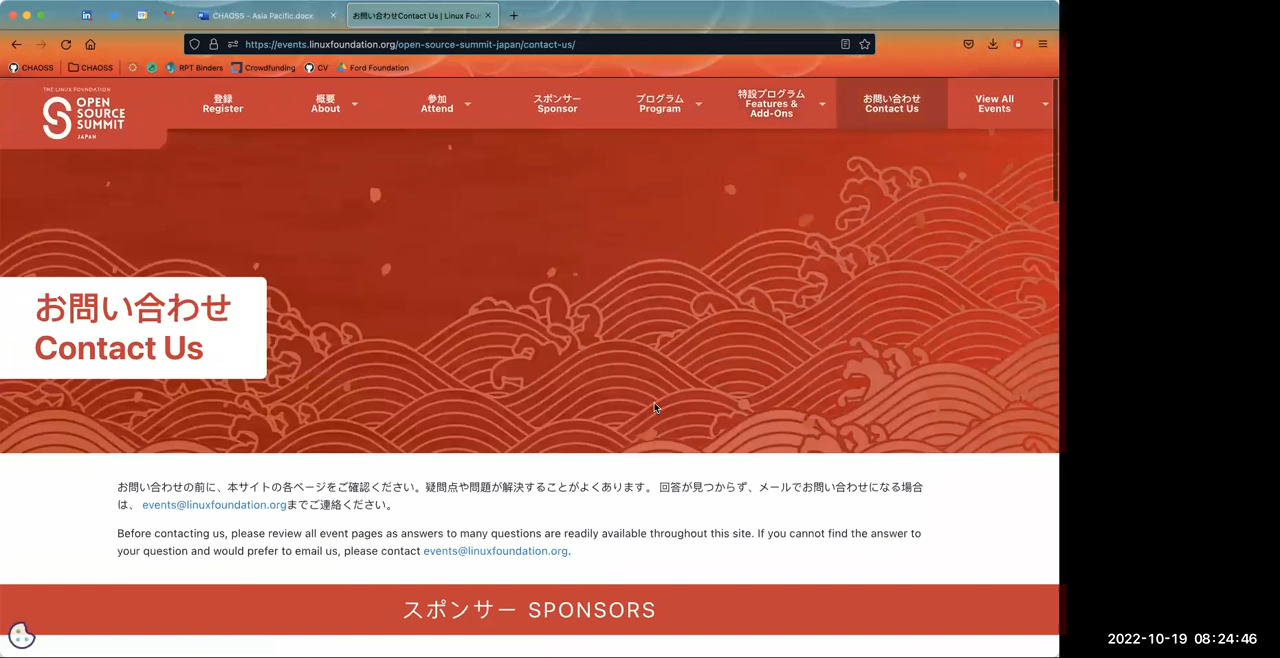 CHAOSS - Asia Pacific.docx
お問い合わせContact Us | Linux Fou
https://events.linuxfoundation.org/open-source-summit-japan/contact-us/
CHAOSS
CHAOSS
RPT Binders
Crowdfunding
CV
Ford Foundation
THE LINUX FOUNDATION
OPEN
SOURCE
SUMMIT
JAPAN
登録
Register
概要
About
参加
Attend
スポンサー
Sponsor
プログラム
Program
特設プログラム
Features &
Add-Ons
お問い合わせ
Contact Us
View All
Events
お問い合わせ
Contact Us
お問い合わせの前に、本サイトの各ページをご確認ください。疑問点や問題が解決することがよくあります。 回答が見つからず、メールでお問い合わせになる場合
は、 events@linuxfoundation.orgまでご連絡ください。
Before contacting us, please review all event pages as answers to many questions are readily available throughout this site. If you cannot find the answer to
your question and would prefer to email us, please contact events@linuxfoundation.org.
スポンサー SPONSORS
2022-10-19 08:24:46